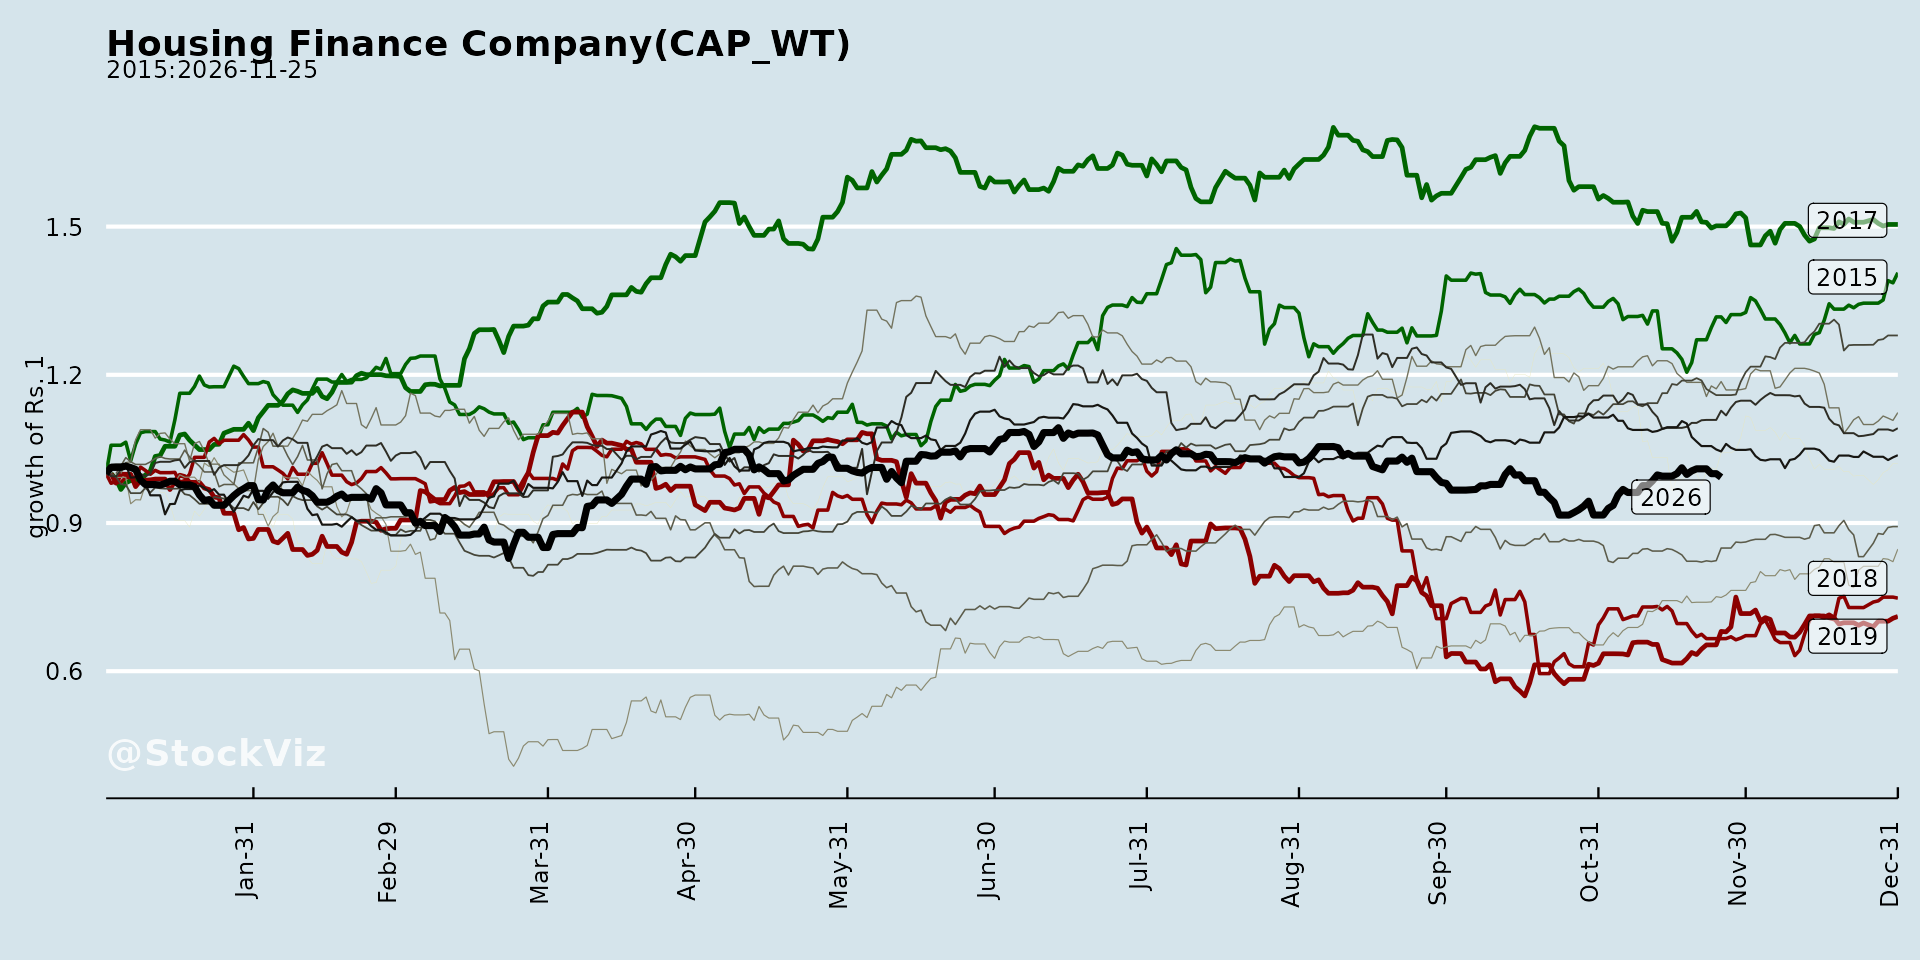 Housing Finance Company(CAP_WT)
2015:2026-11-25
growth of Rs. 1
1.5
1.2
0.9
0.6
2017
2015
2026
2018
2019
@StockViz
Jan-31
Feb-29
Mar-31
Apr-30
May-31
Jun-30
Jul-31
Aug-31
Sep-30
Oct-31
Nov-30
Dec-31